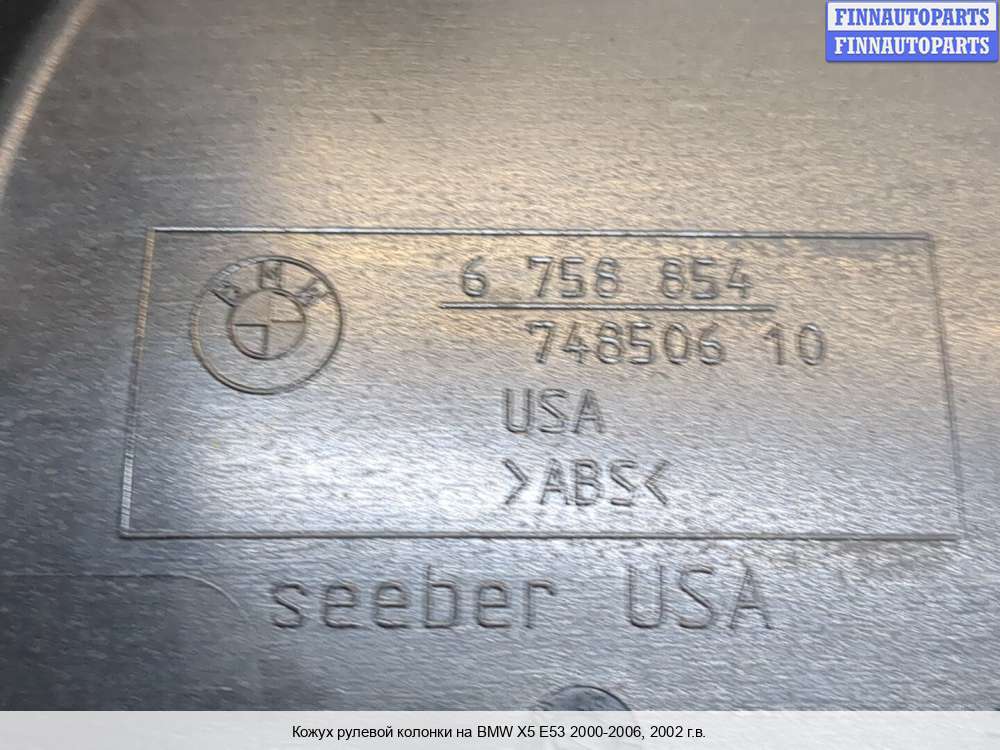 FINNAUTOPARTS
FINNAUTOPARTS
BMW
6 758 854
748506 10
USA
>ABS<
seeber USA
Кожух рулевой колонки на BMW X5 E53 2000-2006, 2002 г.в.